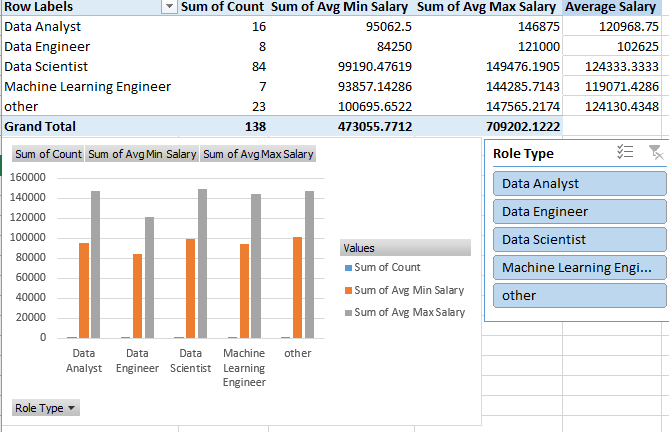 Row Labels Sum of Count Sum of Avg Min Salary Sum of Avg Max Salary Average Salary
Data Analyst 16 95062.5 146875 120968.75
Data Engineer 8 84250 121000 102625
Data Scientist 84 99190.47619 149476.1905 124333.3333
Machine Learning Engineer 7 93857.14286 144285.7143 119071.4286
other 23 100695.6522 147565.2174 124130.4348
Grand Total 138 473055.7712 709202.1222
Sum of Count Sum of Avg Min Salary Sum of Avg Max Salary
160000
140000
120000
100000
80000
60000
40000
20000
0
Data Analyst
Data Engineer
Data Scientist
Machine Learning Engineer
other
Values
Sum of Count
Sum of Avg Min Salary
Sum of Avg Max Salary
Role Type
Role Type
Data Analyst
Data Engineer
Data Scientist
Machine Learning Engi...
other